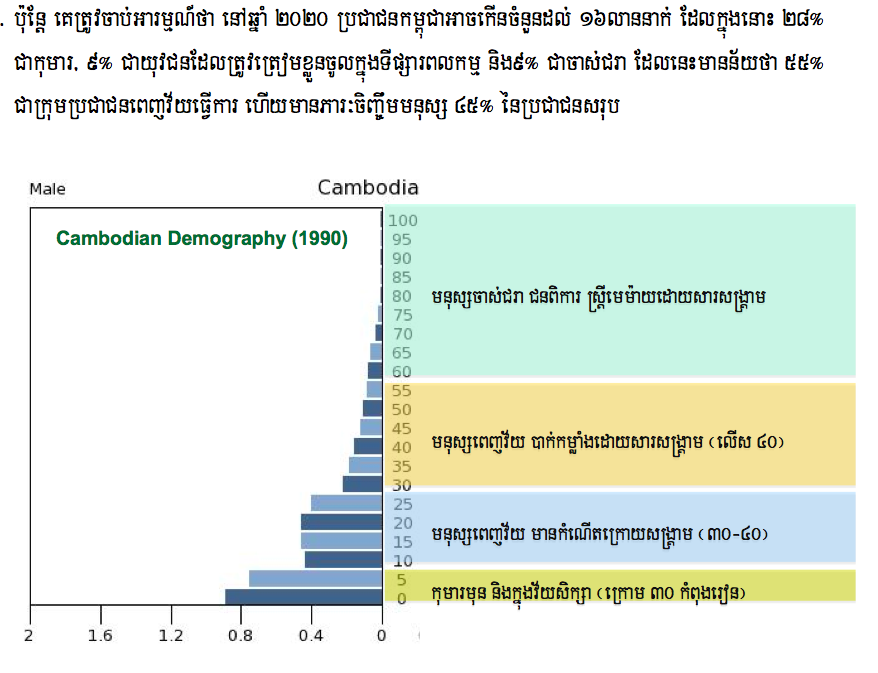 . ប៉ុន្តែ គេត្រូវចាប់អារម្មណ៍ថា នៅឆ្នាំ ២០២០ ប្រជាជនកម្ពុជាអាចកើនចំនួនដល់ ១៦លាននាក់ ដែលក្នុងនោះ ២៨%
ជាកុមារ, ៩% ជាយុវជនដែលត្រូវត្រៀមខ្លួនចូលក្នុងទីផ្សារពលកម្ម និង៩% ជាចាស់ជរា ដែលនេះមានន័យថា ៥៥%
ជាក្រុមប្រជាជនពេញវ័យធ្វើការ ហើយមានភារៈចិញ្ចឹមមនុស្ស ៤៥% នៃប្រជាជនសរុប
Male Cambodia
Cambodian Demography (1990)
100
95
90
85
80
75
70
65
60
55
50
45
40
35
30
25
20
15
10
5
0
មនុស្សចាស់ជរា ជនពិការ ស្ត្រីមេម៉ាយដោយសារសង្គ្រាម
មនុស្សពេញវ័យ បាក់កម្លាំងដោយសារសង្គ្រាម (លើស ៤០)
មនុស្សពេញវ័យ មានកំណើតក្រោយសង្គ្រាម (៣០-៤០)
កុមារមុន និងក្នុងវ័យសិក្សា (ក្រោម ៣០ កំពុងរៀន)
2 1.6 1.2 0.8 0.4 0